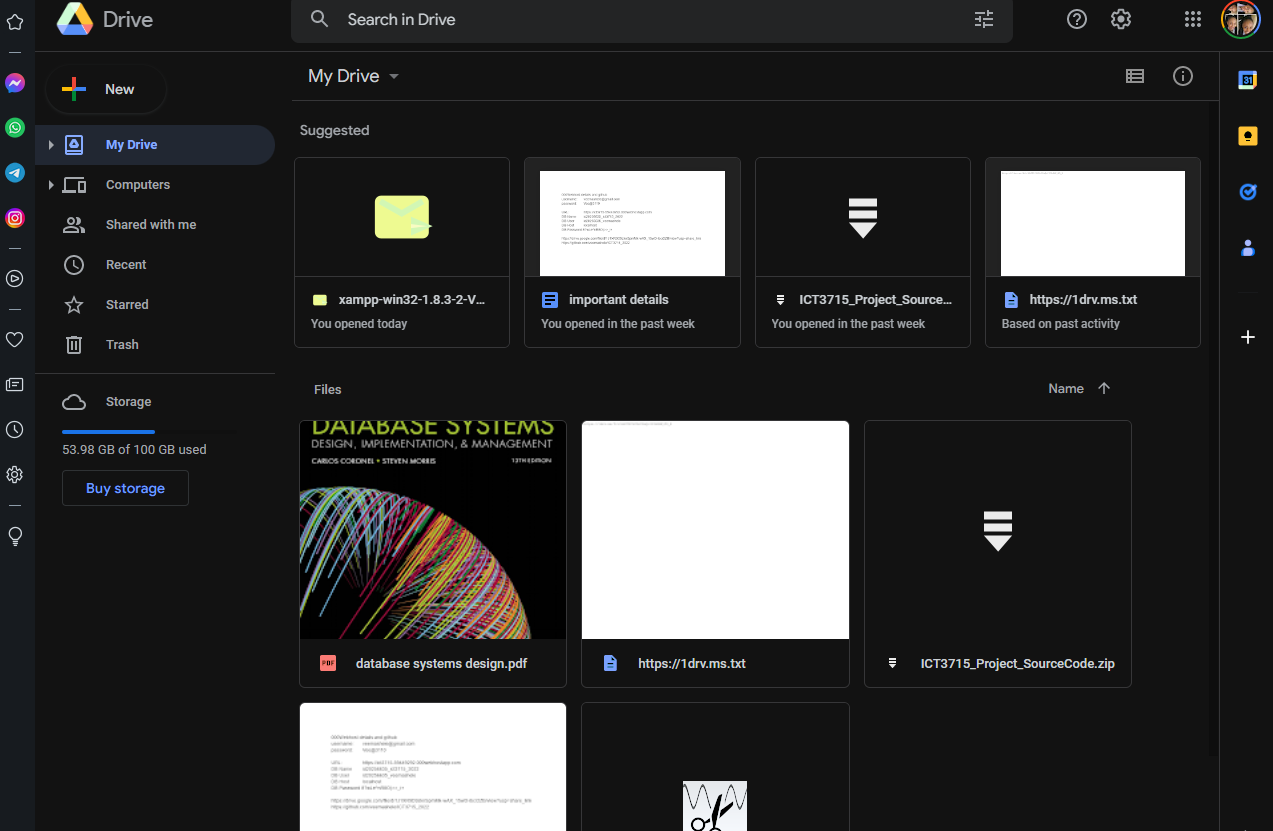 Drive
Search in Drive
New
My Drive
My Drive
Computers
Shared with me
Recent
Starred
Trash
Storage
53.98 GB of 100 GB used
Buy storage
Suggested
xampp-win32-1.8.3-2-V...
You opened today
important details
You opened in the past week
ICT3715_Project_Source...
You opened in the past week
https://1drv.ms.txt
Based on past activity
Files
Name
DATABASE SYSTEMS
DESIGN, IMPLEMENTATION, & MANAGEMENT
CARLOS CORONEL • STEVEN MORRIS
13TH EDITION
PDF
database systems design.pdf
https://1drv.ms.txt
ICT3715_Project_SourceCode.zip
31